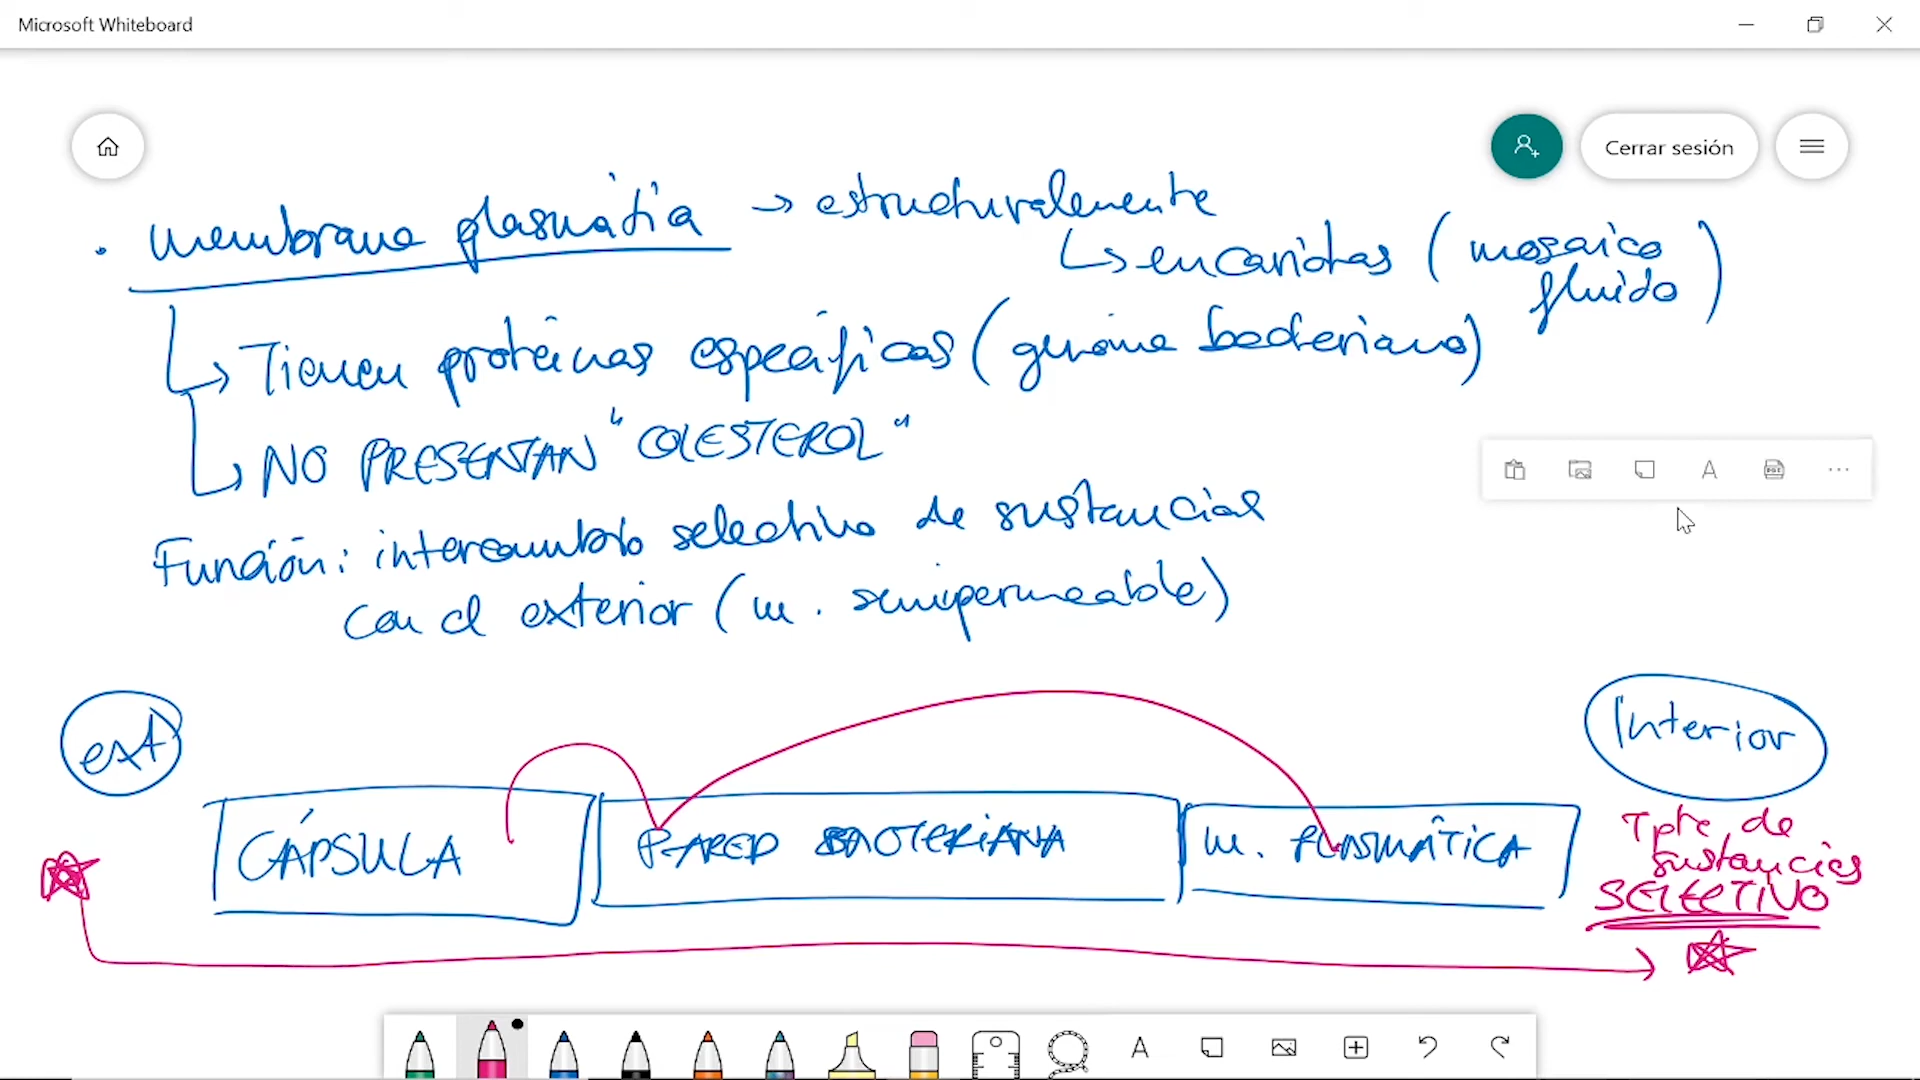 Microsoft Whiteboard
Cerrar sesión
· membrana plasmática → estructuralmente
↳ eucariotas (mosaico
fluido)
↳ Tienen proteínas específicas (genoma bacteriano)
↳ NO PRESENTAN "COLESTEROL"
Función: intercambio selectivo de sustancias
con el exterior (m. semipermeable)
ext
Interior
CÁPSULA
PARED BACTERIANA
m. PLASMÁTICA
Tpte de
sustancias
SELECTIVO